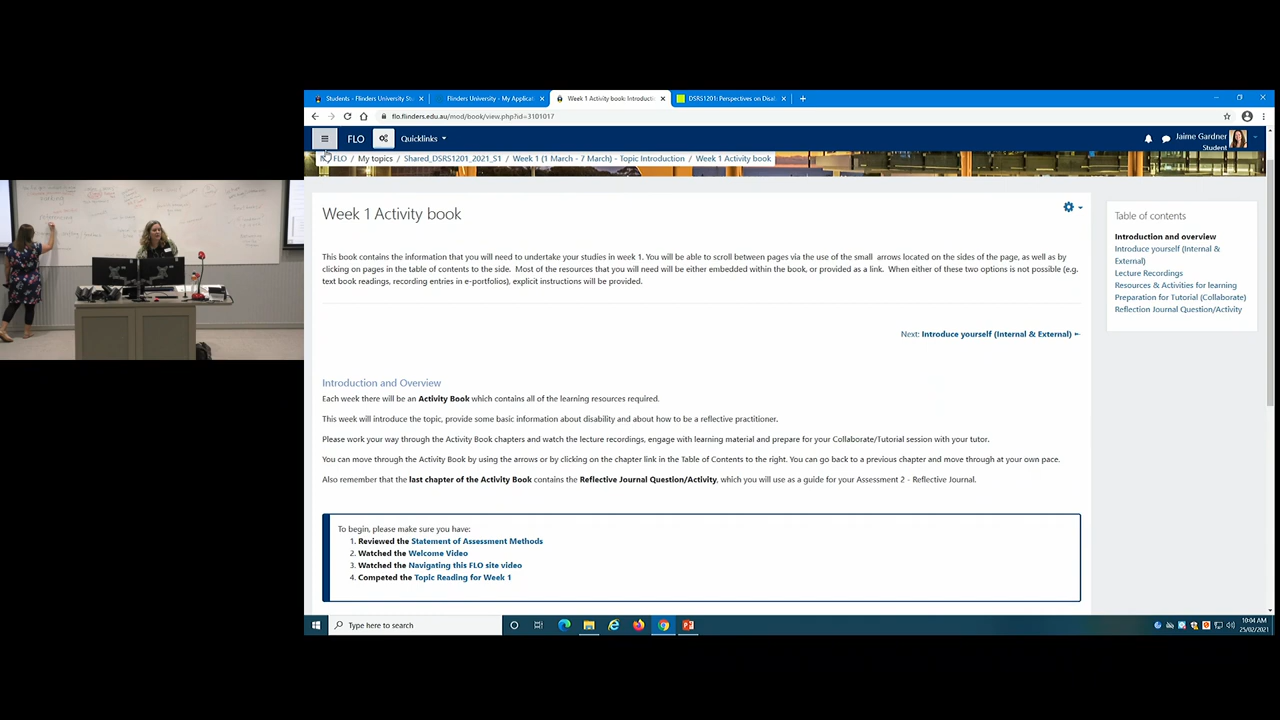 Students - Flinders University Stu
Flinders University - My Applicat
Week 1 Activity book: Introductio
DSRS1201: Perspectives on Disa
flo.flinders.edu.au/mod/book/view.php?id=3101017
FLO
Quicklinks
Jaime Gardner
Student
FLO / My topics / Shared_DSRS1201_2021_S1 / Week 1 (1 March - 7 March) - Topic Introduction / Week 1 Activity book
Week 1 Activity book
This book contains the information that you will need to undertake your studies in week 1. You will be able to scroll between pages via the use of the small arrows located on the sides of the page, as well as by
clicking on pages in the table of contents to the side. Most of the resources that you will need will be either embedded within the book, or provided as a link. When either of these two options is not possible (e.g.
text book readings, recording entries in e-portfolios), explicit instructions will be provided.
Next: Introduce yourself (Internal & External)
Introduction and Overview
Each week there will be an Activity Book which contains all of the learning resources required.
This week will introduce the topic, provide some basic information about disability and about how to be a reflective practitioner.
Please work your way through the Activity Book chapters and watch the lecture recordings, engage with learning material and prepare for your Collaborate/Tutorial session with your tutor.
You can move through the Activity Book by using the arrows or by clicking on the chapter link in the Table of Contents to the right. You can go back to a previous chapter and move through at your own pace.
Also remember that the last chapter of the Activity Book contains the Reflective Journal Question/Activity, which you will use as a guide for your Assessment 2 - Reflective Journal.
To begin, please make sure you have:
1. Reviewed the Statement of Assessment Methods
2. Watched the Welcome Video
3. Watched the Navigating this FLO site video
4. Competed the Topic Reading for Week 1
Table of contents
Introduction and overview
Introduce yourself (Internal &
External)
Lecture Recordings
Resources & Activities for learning
Preparation for Tutorial (Collaborate)
Reflection Journal Question/Activity
Type here to search
10:04 AM
25/02/2021